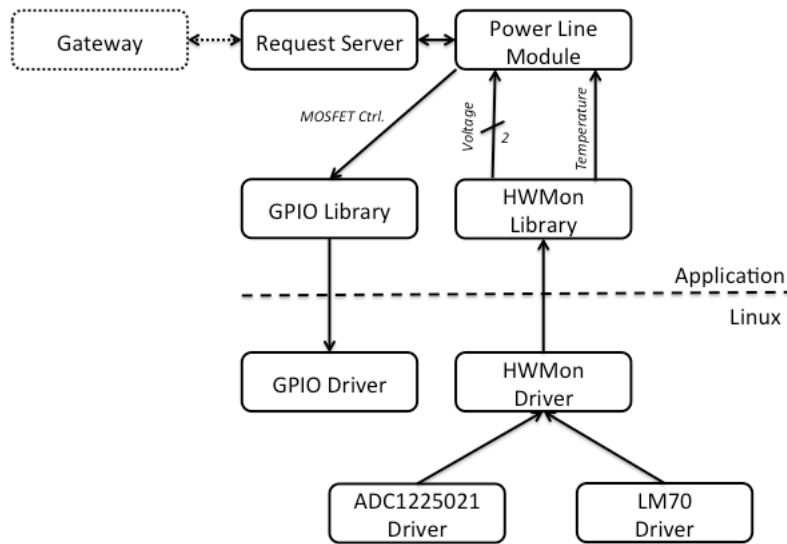 Gateway
Request Server
Power Line
Module
MOSFET Ctrl.
Voltage
2
Temperature
GPIO Library
HWMon
Library
Application
Linux
GPIO Driver
HWMon
Driver
ADC1225021
Driver
LM70
Driver